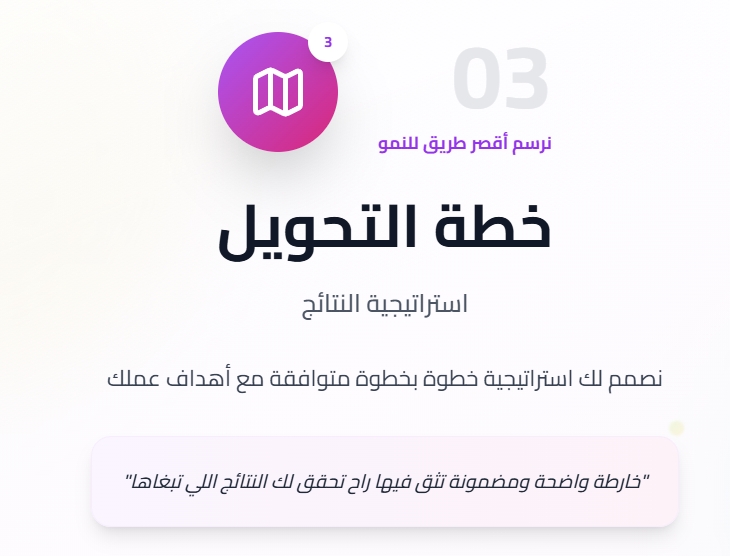 03
3
نرسم أقصر طريق للنمو
خطة التحويل
استراتيجية النتائج
نصمم لك استراتيجية خطوة بخطوة متوافقة مع أهداف عملك
"خارطة واضحة ومضمونة تثق فيها راح تحقق لك النتائج اللي تبغاها"